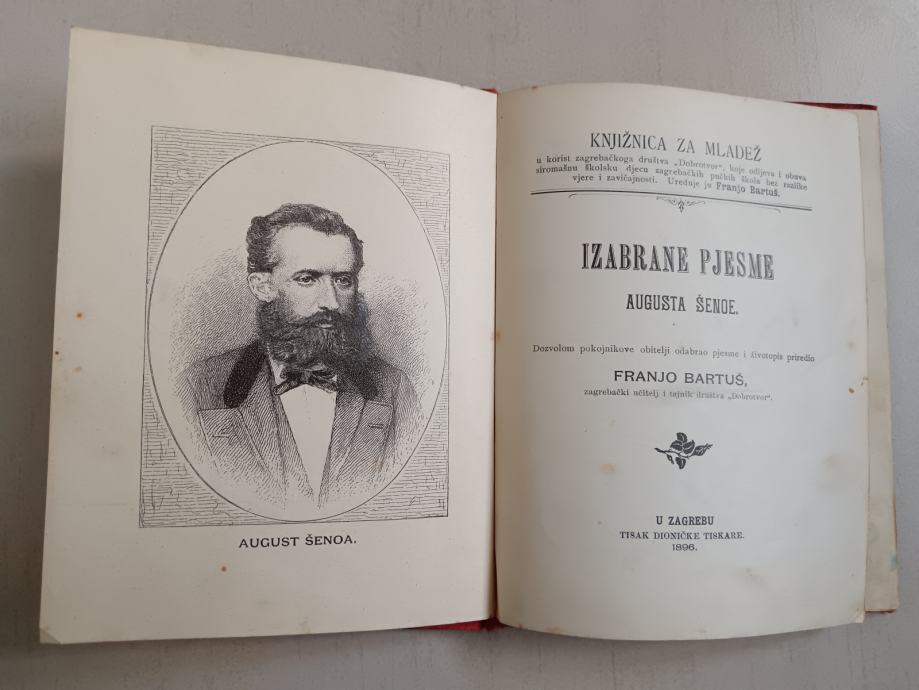 AUGUST ŠENOA.
KNJIŽNICA ZA MLADEŽ
u korist zagrebačkoga društva „Dobrotvor“, koje odijeva i obuva
siromašnu školsku djecu zagrebačkih pučkih škola bez razlike
vjere i zavičajnosti. Uređuje ju Franjo Bartuš.
IZABRANE PJESME
AUGUSTA ŠENOE.
Dozvolom pokojnikove obitelji odabrao pjesme i životopis priredio
FRANJO BARTUŠ,
zagrebački učitelj i tajnik društva „Dobrotvor“.
U ZAGREBU
TISAK DIONIČKE TISKARE.
1896.